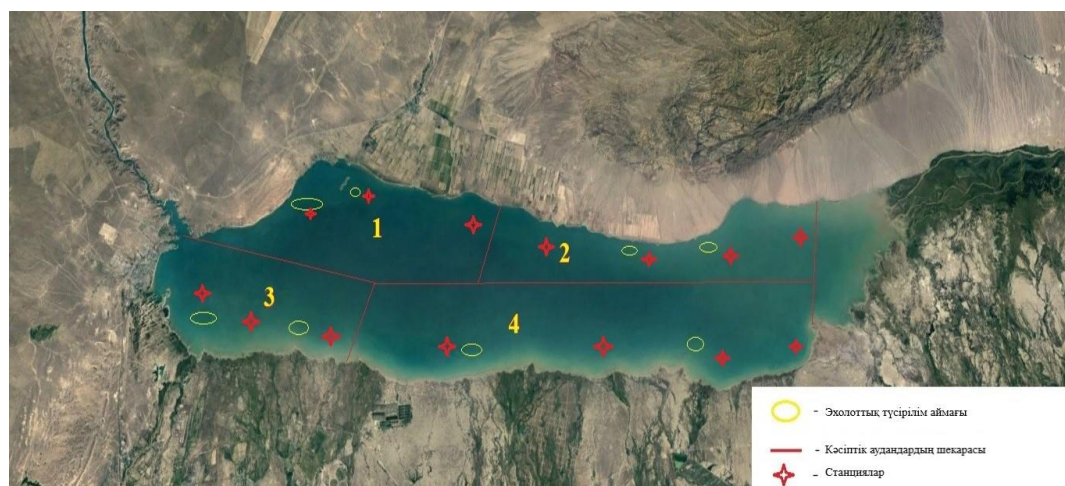 1
2
3
4
- Эхолоттық түсірілім аймағы
- Кәсіптік аудандардың шекарасы
- Станциялар